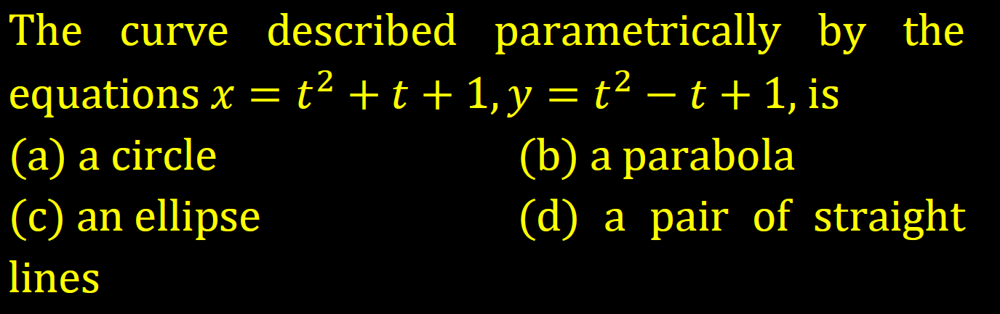 The curve described parametrically by the
equations 𝑥 = 𝑡² + 𝑡 + 1, 𝑦 = 𝑡² − 𝑡 + 1, is
(a) a circle (b) a parabola
(c) an ellipse (d) a pair of straight
lines